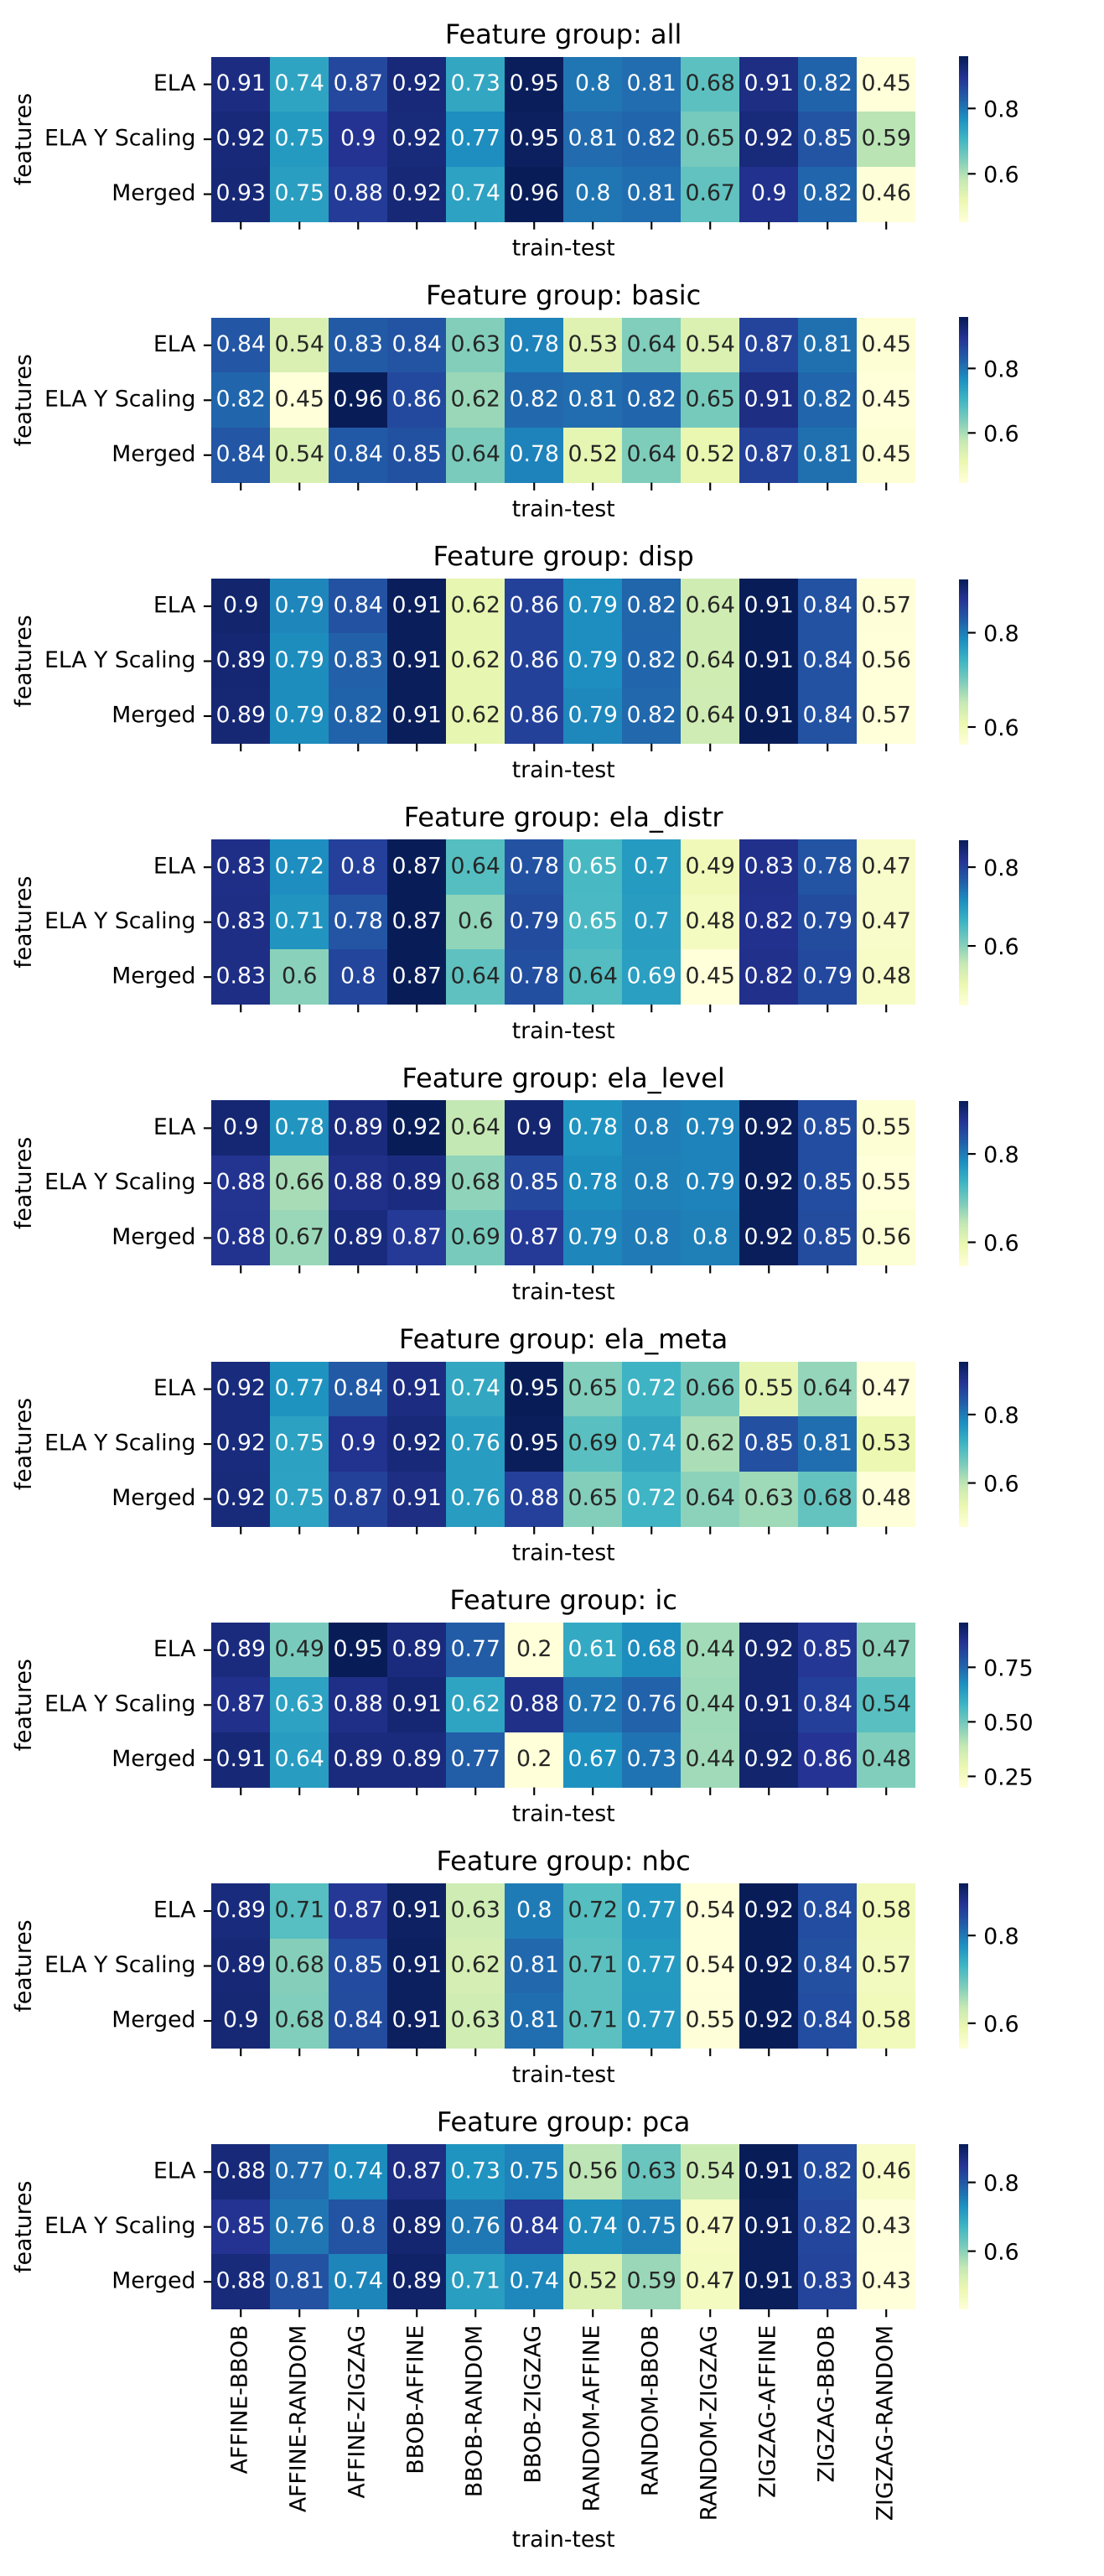 Feature group: all
features
ELA 0.91 0.74 0.87 0.92 0.73 0.95 0.8 0.81 0.68 0.91 0.82 0.45
ELA Y Scaling 0.92 0.75 0.9 0.92 0.77 0.95 0.81 0.82 0.65 0.92 0.85 0.59
Merged 0.93 0.75 0.88 0.92 0.74 0.96 0.8 0.81 0.67 0.9 0.82 0.46
0.8
0.6
train-test
Feature group: basic
features
ELA 0.84 0.54 0.83 0.84 0.63 0.78 0.53 0.64 0.54 0.87 0.81 0.45
ELA Y Scaling 0.82 0.45 0.96 0.86 0.62 0.82 0.81 0.82 0.65 0.91 0.82 0.45
Merged 0.84 0.54 0.84 0.85 0.64 0.78 0.52 0.64 0.52 0.87 0.81 0.45
0.8
0.6
train-test
Feature group: disp
features
ELA 0.9 0.79 0.84 0.91 0.62 0.86 0.79 0.82 0.64 0.91 0.84 0.57
ELA Y Scaling 0.89 0.79 0.83 0.91 0.62 0.86 0.79 0.82 0.64 0.91 0.84 0.56
Merged 0.89 0.79 0.82 0.91 0.62 0.86 0.79 0.82 0.64 0.91 0.84 0.57
0.8
0.6
train-test
Feature group: ela_distr
features
ELA 0.83 0.72 0.8 0.87 0.64 0.78 0.65 0.7 0.49 0.83 0.78 0.47
ELA Y Scaling 0.83 0.71 0.78 0.87 0.6 0.79 0.65 0.7 0.48 0.82 0.79 0.47
Merged 0.83 0.6 0.8 0.87 0.64 0.78 0.64 0.69 0.45 0.82 0.79 0.48
0.8
0.6
train-test
Feature group: ela_level
features
ELA 0.9 0.78 0.89 0.92 0.64 0.9 0.78 0.8 0.79 0.92 0.85 0.55
ELA Y Scaling 0.88 0.66 0.88 0.89 0.68 0.85 0.78 0.8 0.79 0.92 0.85 0.55
Merged 0.88 0.67 0.89 0.87 0.69 0.87 0.79 0.8 0.8 0.92 0.85 0.56
0.8
0.6
train-test
Feature group: ela_meta
features
ELA 0.92 0.77 0.84 0.91 0.74 0.95 0.65 0.72 0.66 0.55 0.64 0.47
ELA Y Scaling 0.92 0.75 0.9 0.92 0.76 0.95 0.69 0.74 0.62 0.85 0.81 0.53
Merged 0.92 0.75 0.87 0.91 0.76 0.88 0.65 0.72 0.64 0.63 0.68 0.48
0.8
0.6
train-test
Feature group: ic
features
ELA 0.89 0.49 0.95 0.89 0.77 0.2 0.61 0.68 0.44 0.92 0.85 0.47
ELA Y Scaling 0.87 0.63 0.88 0.91 0.62 0.88 0.72 0.76 0.44 0.91 0.84 0.54
Merged 0.91 0.64 0.89 0.89 0.77 0.2 0.67 0.73 0.44 0.92 0.86 0.48
0.75
0.50
0.25
train-test
Feature group: nbc
features
ELA 0.89 0.71 0.87 0.91 0.63 0.8 0.72 0.77 0.54 0.92 0.84 0.58
ELA Y Scaling 0.89 0.68 0.85 0.91 0.62 0.81 0.71 0.77 0.54 0.92 0.84 0.57
Merged 0.9 0.68 0.84 0.91 0.63 0.81 0.71 0.77 0.55 0.92 0.84 0.58
0.8
0.6
train-test
Feature group: pca
features
ELA 0.88 0.77 0.74 0.87 0.73 0.75 0.56 0.63 0.54 0.91 0.82 0.46
ELA Y Scaling 0.85 0.76 0.8 0.89 0.76 0.84 0.74 0.75 0.47 0.91 0.82 0.43
Merged 0.88 0.81 0.74 0.89 0.71 0.74 0.52 0.59 0.47 0.91 0.83 0.43
0.8
0.6
AFFINE-BBOB
AFFINE-RANDOM
AFFINE-ZIGZAG
BBOB-AFFINE
BBOB-RANDOM
BBOB-ZIGZAG
RANDOM-AFFINE
RANDOM-BBOB
RANDOM-ZIGZAG
ZIGZAG-AFFINE
ZIGZAG-BBOB
ZIGZAG-RANDOM
train-test